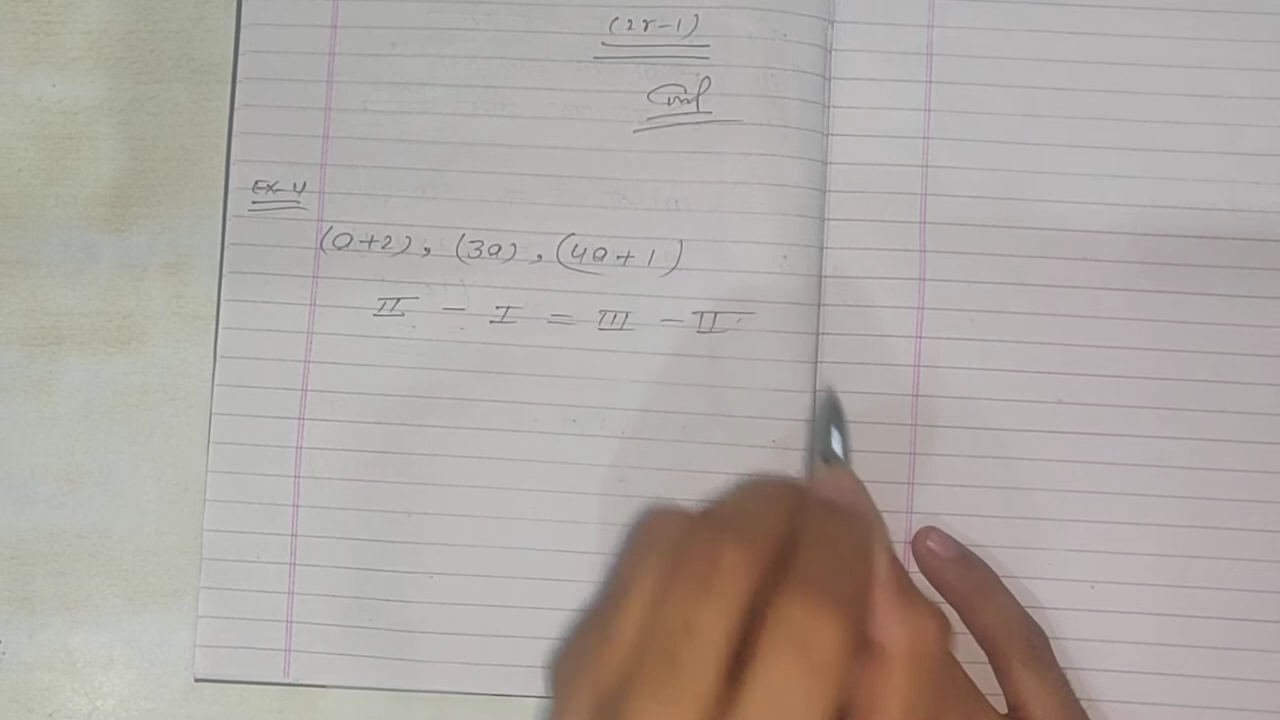 (2r-1)
Ex-4
(a+2), (3a), (4a+1)
II - I = III - II